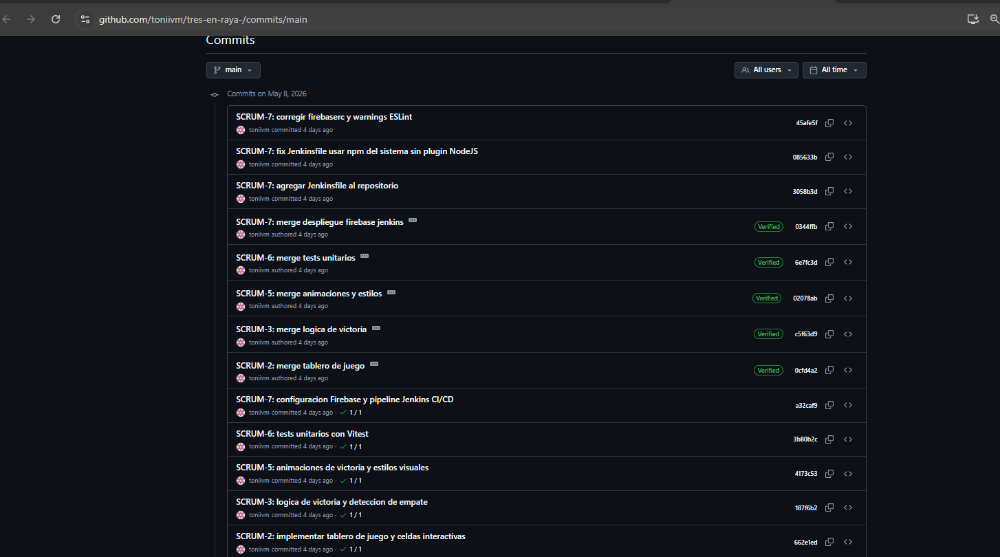 github.com/toniivm/tres-en-raya-/commits/main
Commits
main
All users
All time
Commits on May 8, 2026
SCRUM-7: corregir firebaserc y warnings ESLint
toniivm committed 4 days ago
45afe5f
SCRUM-7: fix Jenkinsfile usar npm del sistema sin plugin NodeJS
toniivm committed 4 days ago
085633b
SCRUM-7: agregar Jenkinsfile al repositorio
toniivm committed 4 days ago
3058b3d
SCRUM-7: merge despliegue firebase jenkins
toniivm authored 4 days ago
Verified
0344ffb
SCRUM-6: merge tests unitarios
toniivm authored 4 days ago
Verified
6e7fc3d
SCRUM-5: merge animaciones y estilos
toniivm authored 4 days ago
Verified
02078ab
SCRUM-3: merge logica de victoria
toniivm authored 4 days ago
Verified
c5f63d9
SCRUM-2: merge tablero de juego
toniivm authored 4 days ago
Verified
0cfd4a2
SCRUM-7: configuracion Firebase y pipeline Jenkins CI/CD
toniivm committed 4 days ago · 1 / 1
a32caf9
SCRUM-6: tests unitarios con Vitest
toniivm committed 4 days ago · 1 / 1
3b80b2c
SCRUM-5: animaciones de victoria y estilos visuales
toniivm committed 4 days ago · 1 / 1
4173c53
SCRUM-3: logica de victoria y deteccion de empate
toniivm committed 4 days ago · 1 / 1
187f6b2
SCRUM-2: implementar tablero de juego y celdas interactivas
toniivm committed 4 days ago · 1 / 1
662e1ed